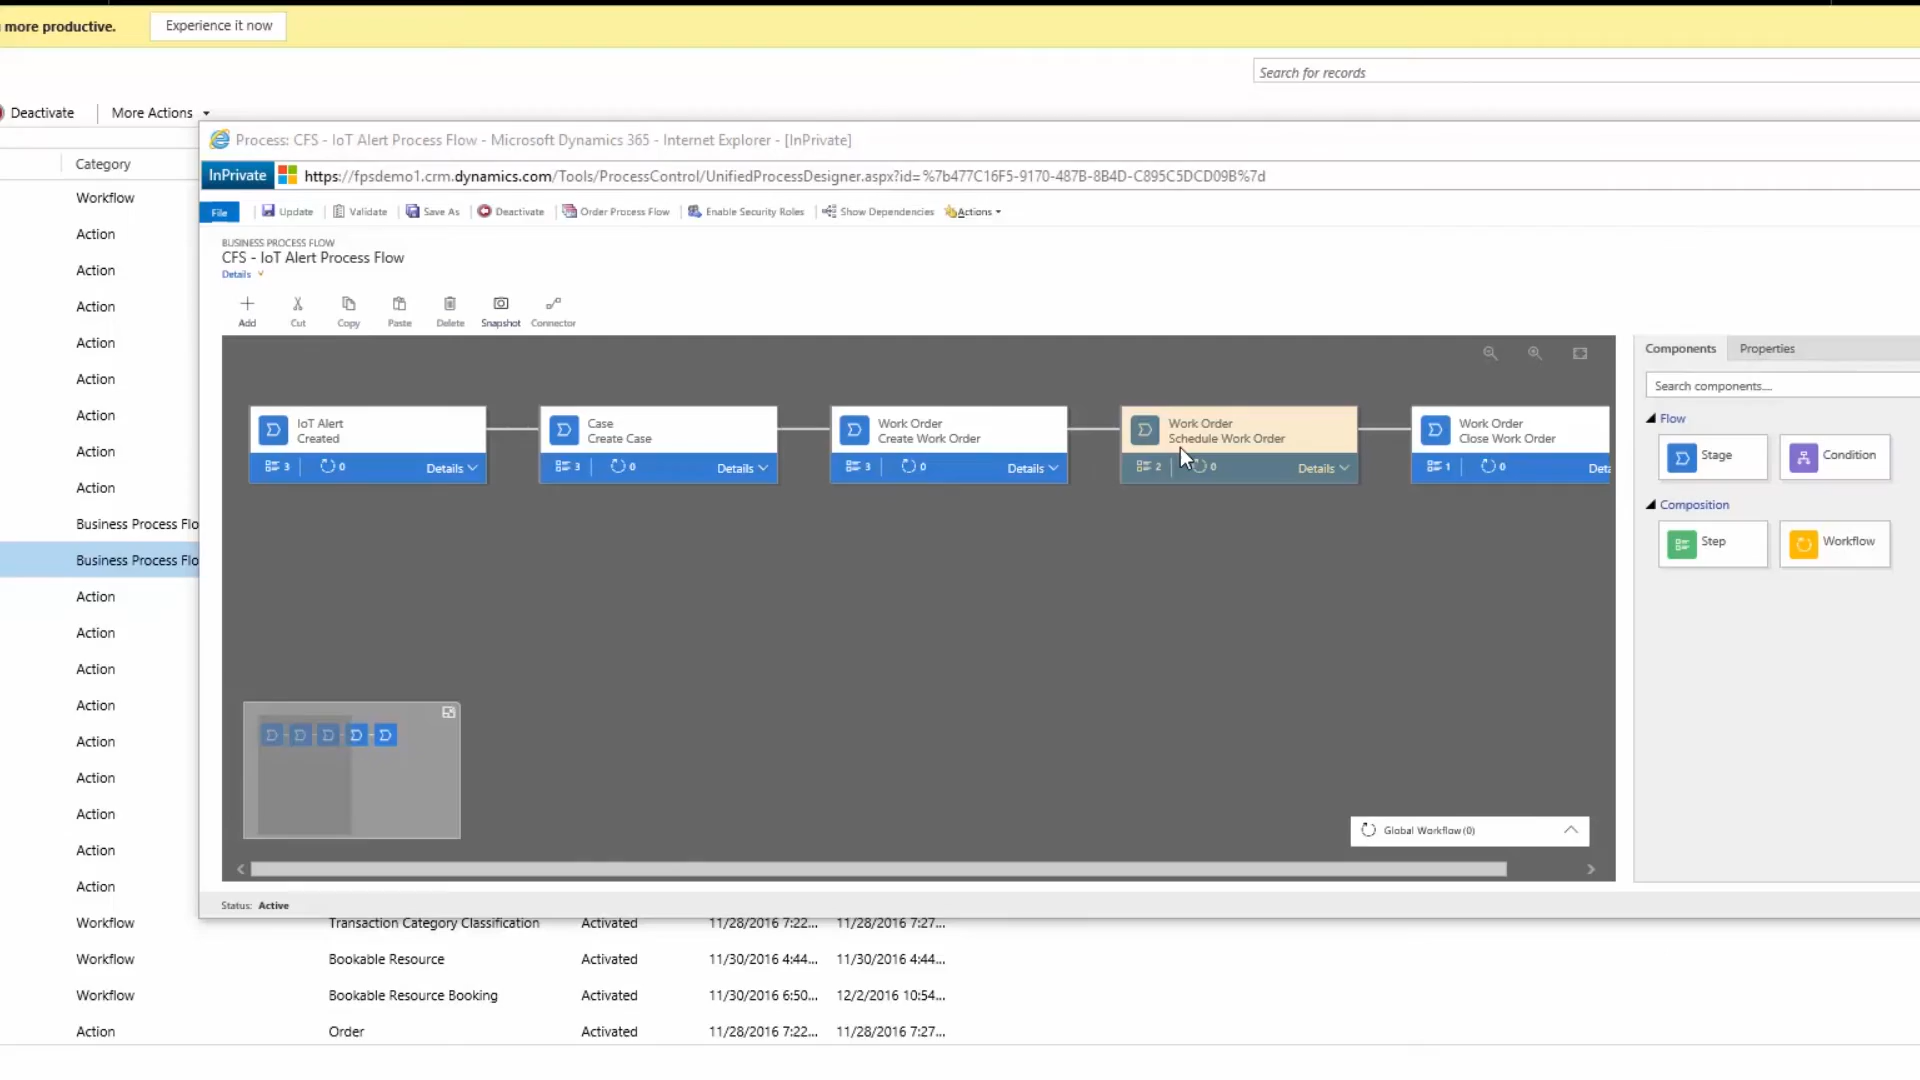 more productive.
Experience it now
Search for records
Deactivate
More Actions
Category
Process: CFS - IoT Alert Process Flow - Microsoft Dynamics 365 - Internet Explorer - [InPrivate]
InPrivate
https://fpsdemo1.crm.dynamics.com/Tools/ProcessControl/UnifiedProcessDesigner.aspx?id=%7b477C16F5-9170-487B-8B4D-C895C5DCD09B%7d
File
Update
Validate
Save As
Deactivate
Order Process Flow
Enable Security Roles
Show Dependencies
Actions
BUSINESS PROCESS FLOW
CFS - IoT Alert Process Flow
Details
Add
Cut
Copy
Paste
Delete
Snapshot
Connector
IoT Alert
Created
3
0
Details
Case
Create Case
3
0
Details
Work Order
Create Work Order
3
0
Details
Work Order
Schedule Work Order
2
0
Details
Work Order
Close Work Order
1
0
Deta
Global Workflow(0)
Status: Active
Components
Properties
Search components....
Flow
Stage
Condition
Composition
Step
Workflow
Workflow
Action
Action
Action
Action
Action
Action
Action
Action
Business Process Flo
Business Process Flo
Action
Action
Action
Action
Action
Action
Action
Action
Action
Workflow Transaction Category Classification Activated 11/28/2016 7:22... 11/28/2016 7:27...
Workflow Bookable Resource Activated 11/30/2016 4:44... 11/30/2016 4:44...
Workflow Bookable Resource Booking Activated 11/30/2016 6:50... 12/2/2016 10:54...
Action Order Activated 11/28/2016 7:22... 11/28/2016 7:27...